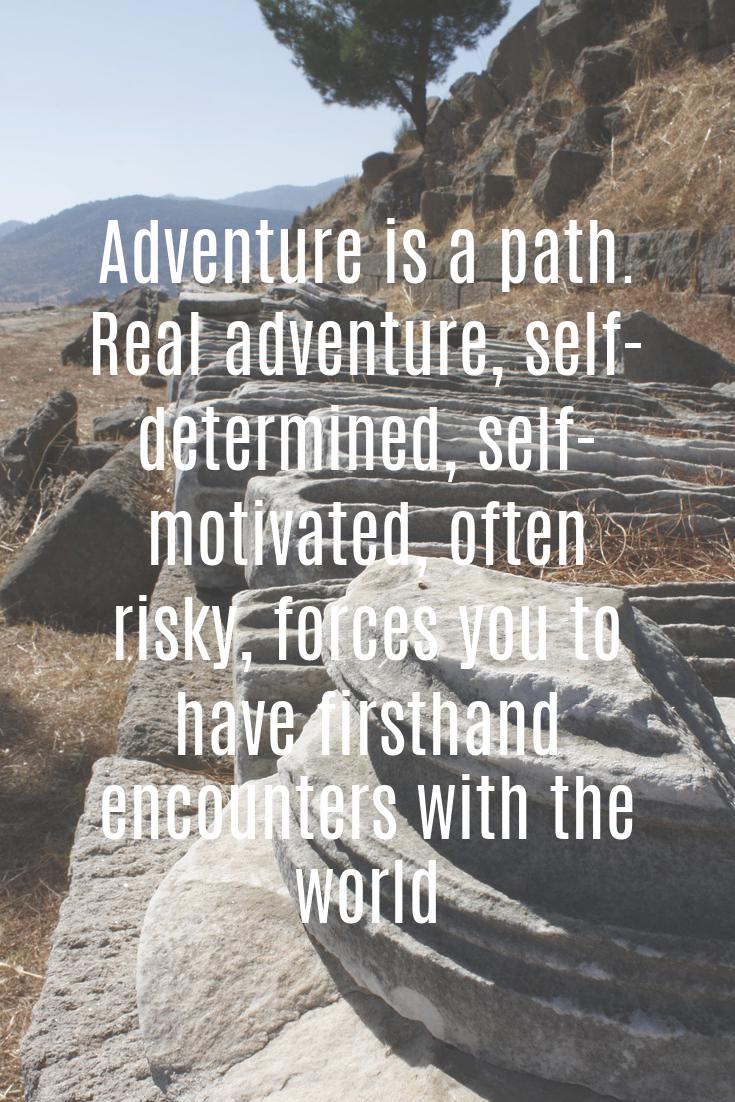 Adventure is a path.
Real adventure, self-
determined, self-
motivated, often
risky, forces you to
have firsthand
encounters with the
world